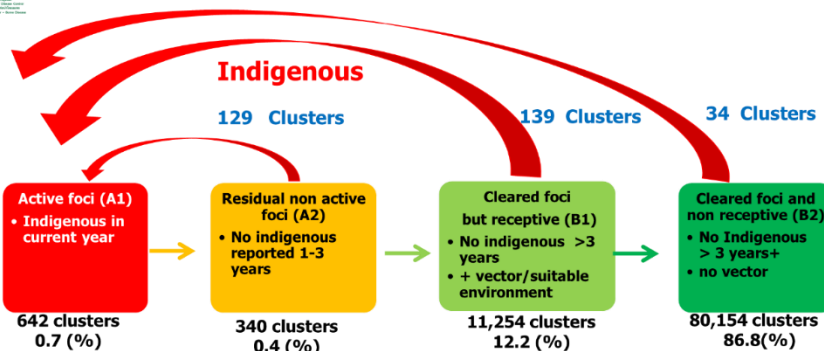 Indigenous
129 Clusters
139 Clusters
34 Clusters
Active foci (A1)
• Indigenous in
current year
642 clusters
0.7 (%)
Residual non active
foci (A2)
• No indigenous
reported 1-3
years
340 clusters
0.4 (%)
Cleared foci
but receptive (B1)
• No indigenous >3
years
• + vector/suitable
environment
11,254 clusters
12.2 (%)
Cleared foci and
non receptive (B2)
• No Indigenous
> 3 years+
• no vector
80,154 clusters
86.8(%)